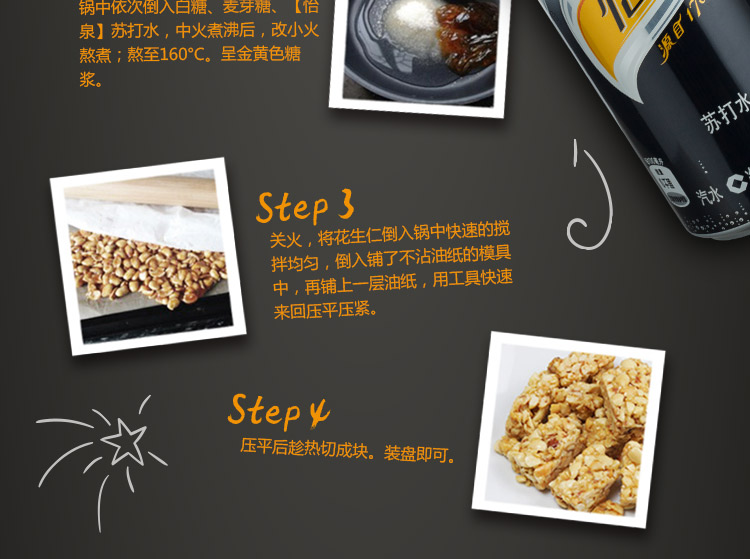 锅中依次倒入白糖、麦芽糖、【怡
泉】苏打水，中火煮沸后，改小火
熬煮；熬至160°C。呈金黄色糖
浆。
源自17
苏打水
汽水
Step 3
关火，将花生仁倒入锅中快速的搅
拌均匀，倒入铺了不沾油纸的模具
中，再铺上一层油纸，用工具快速
来回压平压紧。
Step 4
压平后趁热切成块。装盘即可。